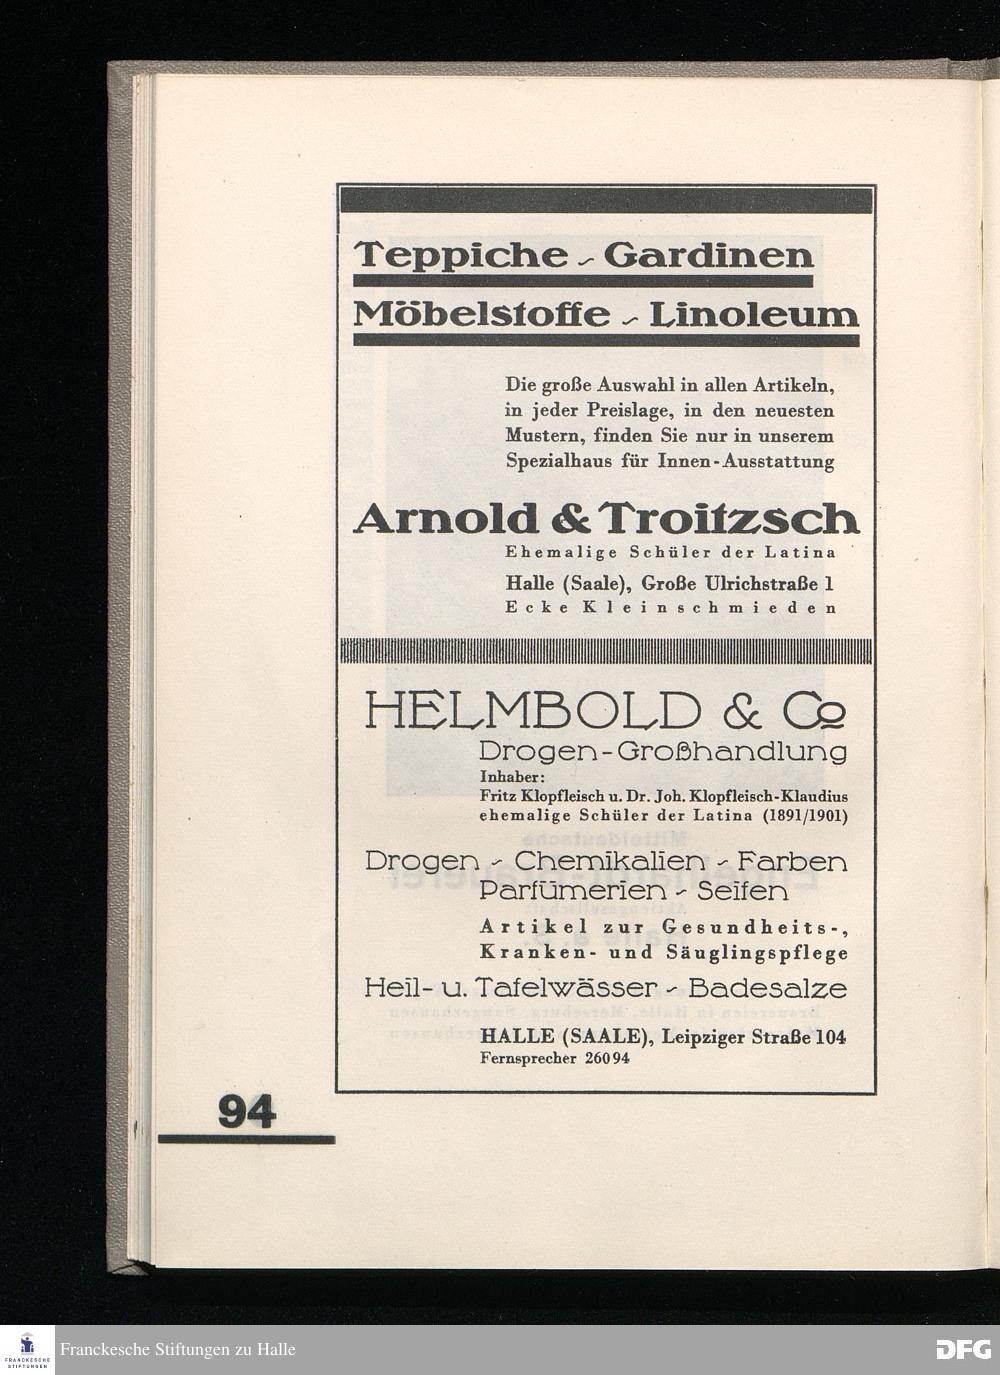 Teppiche ~ Gardinen
Möbelstoffe ~ Linoleum
Die große Auswahl in allen Artikeln,
in jeder Preislage, in den neuesten
Mustern, finden Sie nur in unserem
Spezialhaus für Innen-Ausstattung
Arnold & Troitzsch
Ehemalige Schüler der Latina
Halle (Saale), Große Ulrichstraße 1
Ecke Kleinschmieden
HELMBOLD & Co
Drogen-Großhandlung
Inhaber:
Fritz Klopfleisch u. Dr. Joh. Klopfleisch-Klaudius
ehemalige Schüler der Latina (1891/1901)
Drogen ~ Chemikalien ~ Farben
Parfümerien ~ Seifen
Artikel zur Gesundheits-,
Kranken- und Säuglingspflege
Heil- u. Tafelwässer ~ Badesalze
HALLE (SAALE), Leipziger Straße 104
Fernsprecher 26094
94
FRANCKESCHE
STIFTUNGEN
Franckesche Stiftungen zu Halle
DFG